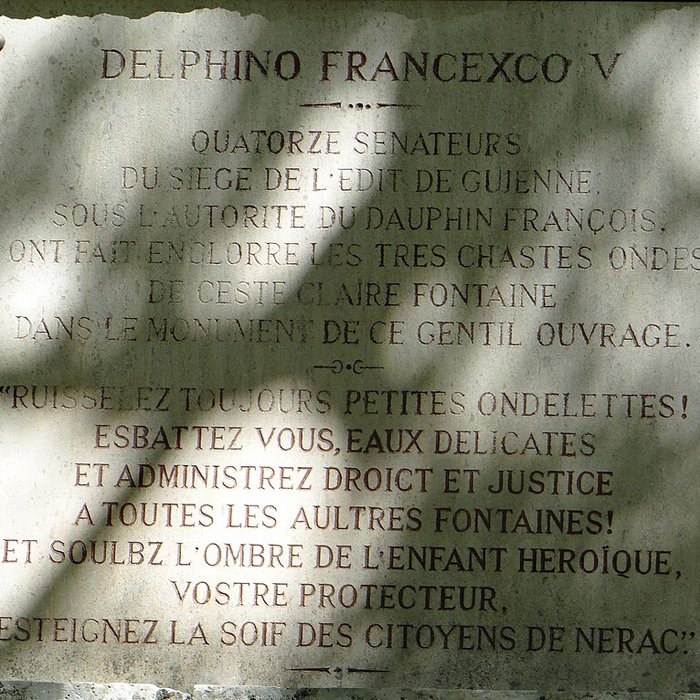 DELPHINO FRANCEXCO V
QUATORZE SENATEURS
DU SIEGE DE L'EDIT DE GUIENNE.
SOUS L'AUTORITE DU DAUPHIN FRANÇOIS.
ONT FAIT ENCLORRE LES TRES CHASTES ONDES
DE CESTE CLAIRE FONTAINE
DANS LE MONUMENT DE CE GENTIL OUVRAGE.
"RUISSELEZ TOUJOURS PETITES ONDELETTES!
ESBATTEZ VOUS, EAUX DELICATES
ET ADMINISTREZ DROICT ET JUSTICE
A TOUTES LES AULTRES FONTAINES!
ET SOULBZ L'OMBRE DE L'ENFANT HEROÏQUE,
VOSTRE PROTECTEUR,
ESTEIGNEZ LA SOIF DES CITOYENS DE NERAC".